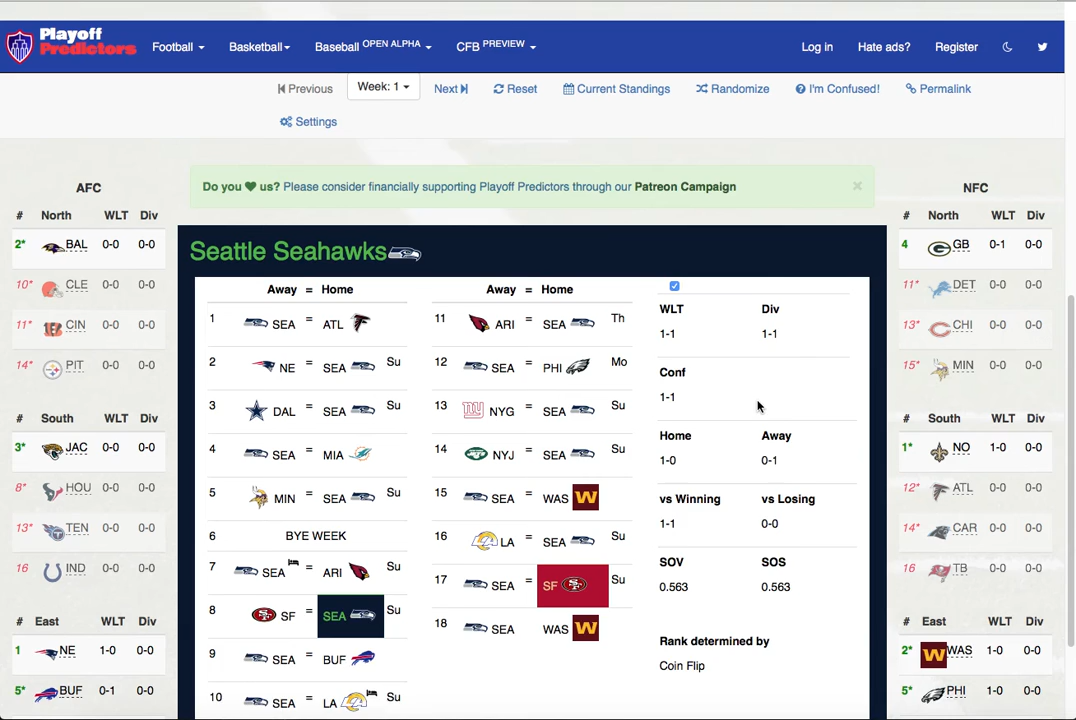 Playoff
Predictors
Football Basketball Baseball OPEN ALPHA CFB PREVIEW Log in Hate ads? Register
Previous Week: 1 Next Reset Current Standings Randomize I'm Confused! Permalink
Settings
Do you us? Please consider financially supporting Playoff Predictors through our Patreon Campaign ×
AFC
# North WLT Div
2* BAL 0-0 0-0
10* CLE 0-0 0-0
11* CIN 0-0 0-0
14* PIT 0-0 0-0
# South WLT Div
3* JAC 0-0 0-0
8* HOU 0-0 0-0
13* TEN 0-0 0-0
16 IND 0-0 0-0
# East WLT Div
1 NE 1-0 0-0
5* BUF 0-1 0-0
Seattle Seahawks
Away = Home
1 SEA = ATL
2 NE = SEA Su
3 DAL = SEA Su
4 SEA = MIA Su
5 MIN = SEA Su
6 BYE WEEK
7 SEA = ARI Su
8 SF = SEA Su
9 SEA = BUF Su
10 SEA = LA Su
Away = Home
11 ARI = SEA Th
12 SEA = PHI Mo
13 NYG = SEA Su
14 NYJ = SEA Su
15 SEA = WAS
16 LA = SEA
17 SEA = SF Su
18 SEA WAS
WLT Div
1-1 1-1
Conf
1-1
Home Away
1-0 0-1
vs Winning vs Losing
1-1 0-0
SOV SOS
0.563 0.563
Rank determined by
Coin Flip
NFC
# North WLT Div
4 GB 0-1 0-0
11* DET 0-0 0-0
13* CHI 0-0 0-0
15* MIN 0-0 0-0
# South WLT Div
1* NO 1-0 0-0
12* ATL 0-0 0-0
14* CAR 0-0 0-0
16 TB 0-0 0-0
# East WLT Div
2* WAS 1-0 0-0
5* PHI 1-0 0-0